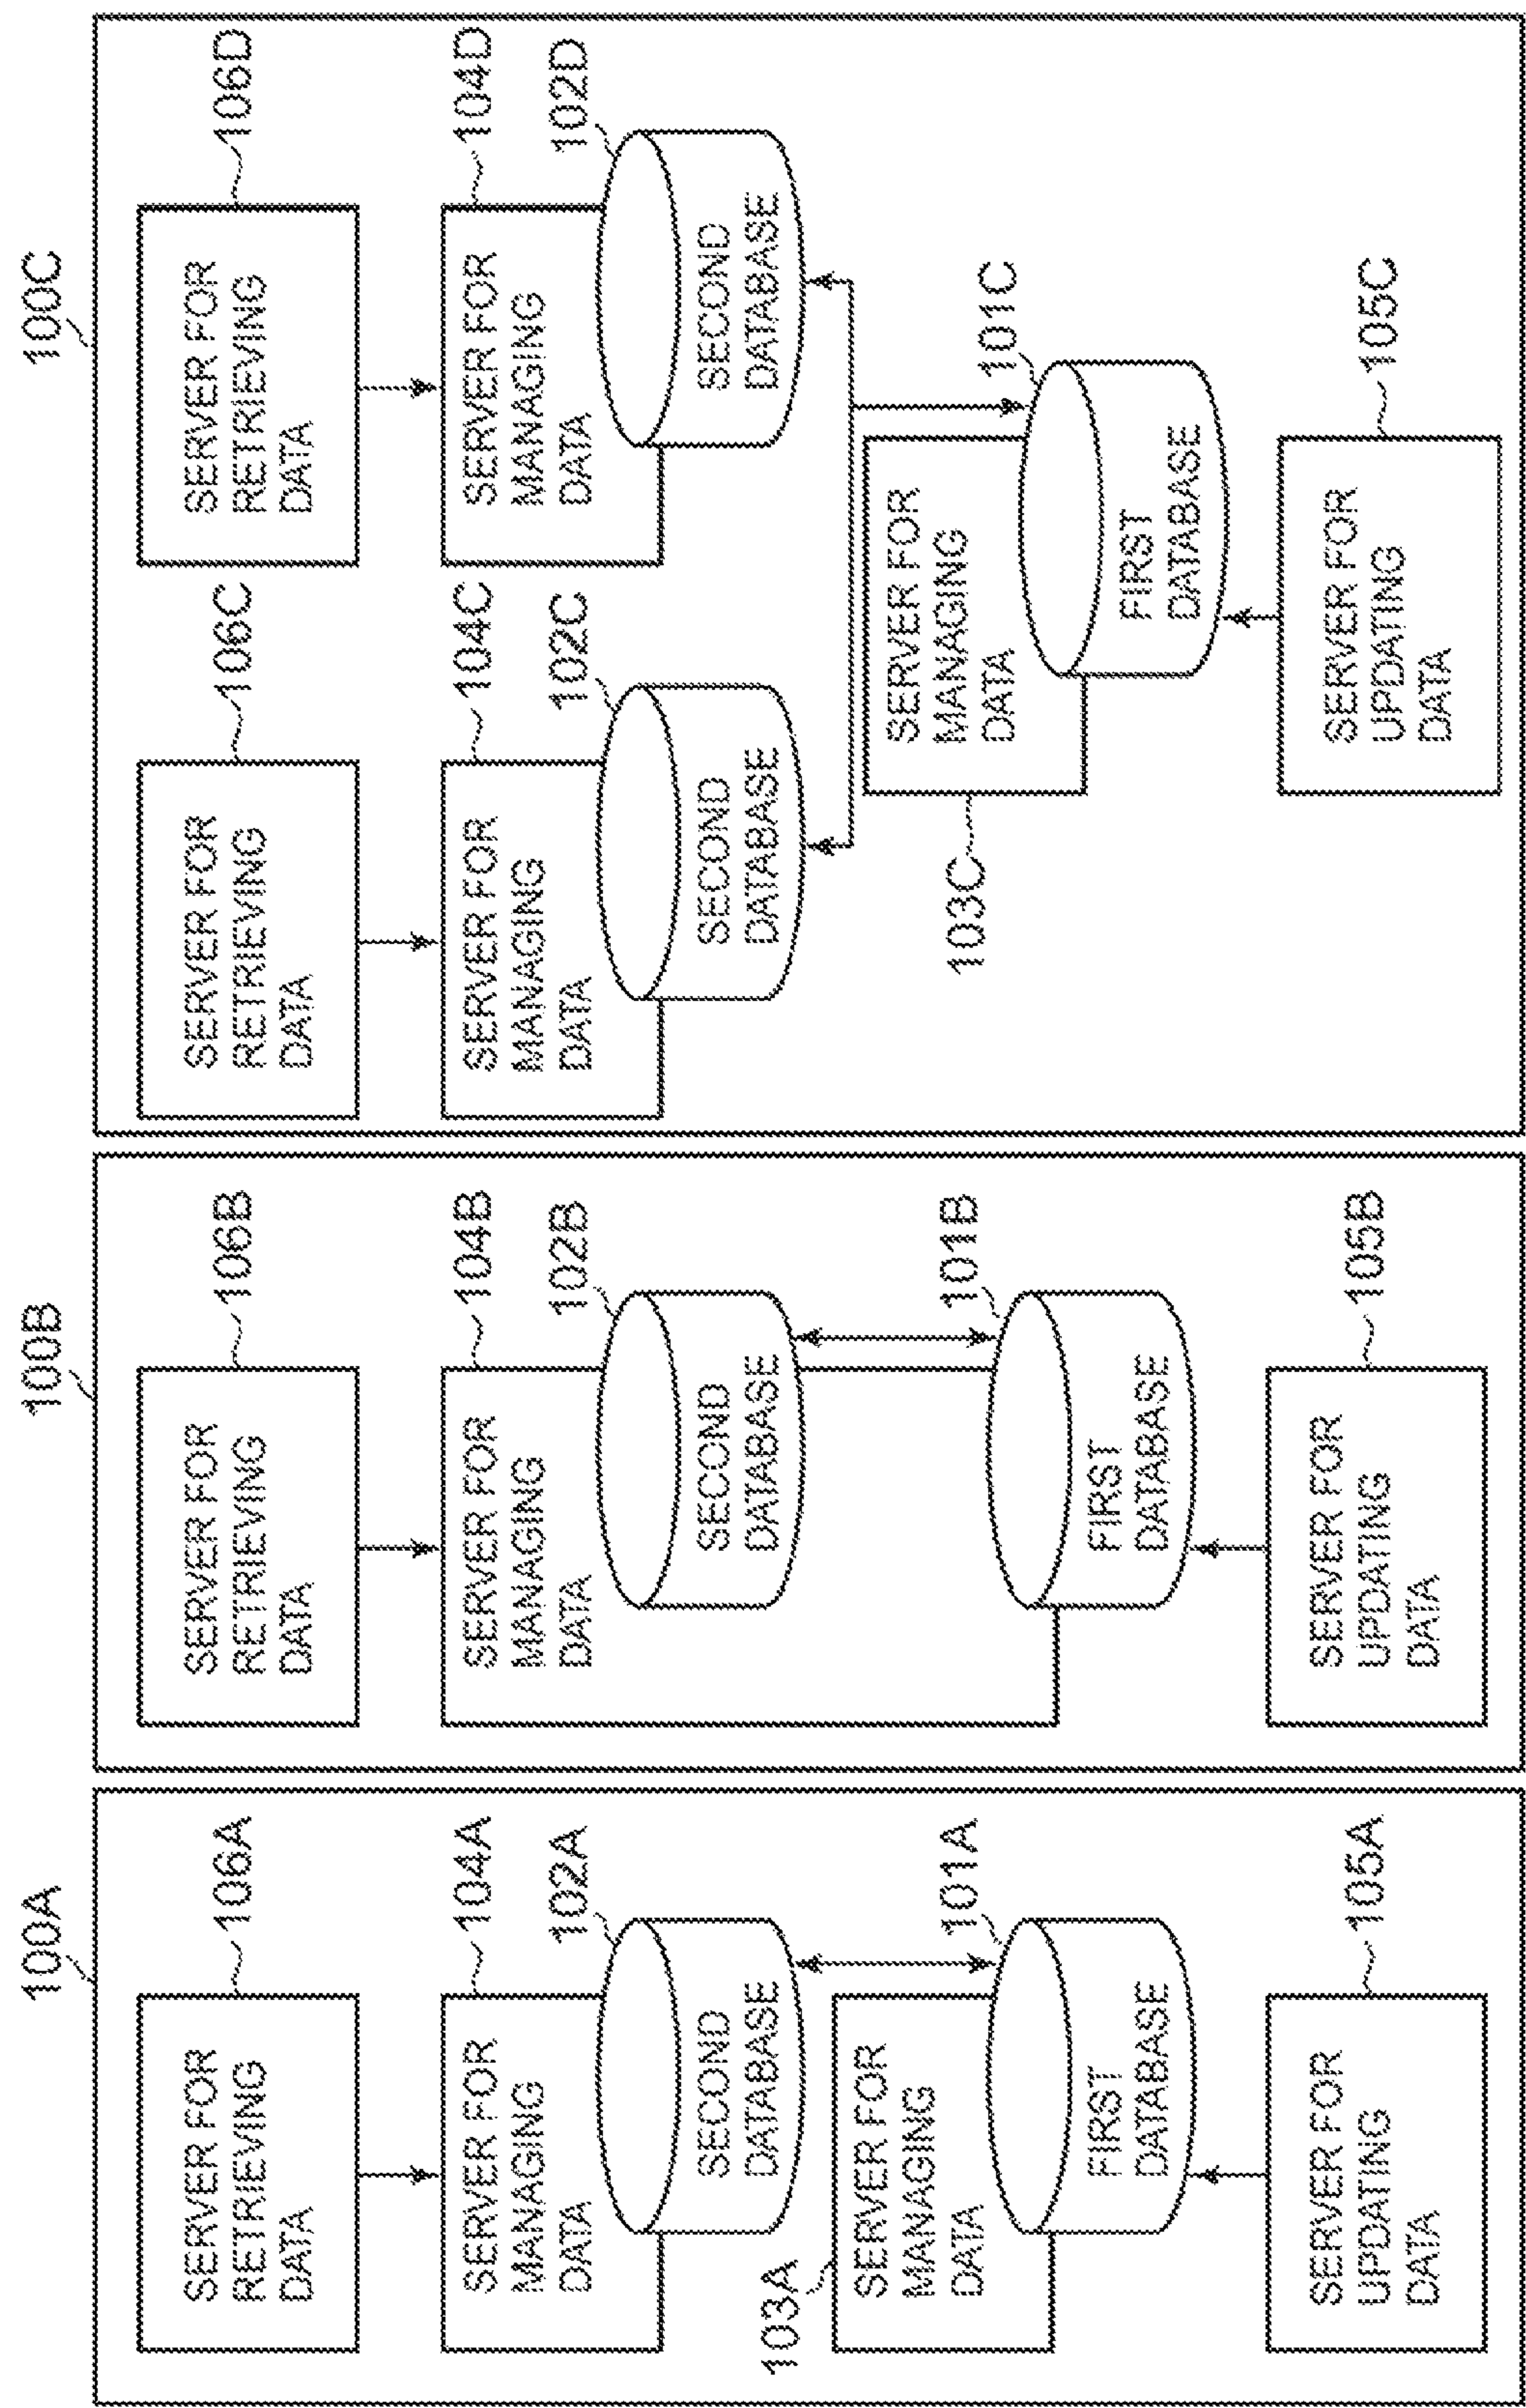 100A
SERVER FOR
RETRIEVING
DATA
106A
SERVER FOR
MANAGING
DATA
104A
102A
SECOND
DATABASE
103A
SERVER FOR
MANAGING
DATA
101A
FIRST
DATABASE
SERVER FOR
UPDATING
DATA
105A
100B
SERVER FOR
RETRIEVING
DATA
106B
SERVER FOR
MANAGING
DATA
104B
102B
SECOND
DATABASE
101B
FIRST
DATABASE
SERVER FOR
UPDATING
DATA
105B
100C
SERVER FOR
RETRIEVING
DATA
106C
SERVER FOR
RETRIEVING
DATA
106D
SERVER FOR
MANAGING
DATA
104C
102C
SECOND
DATABASE
SERVER FOR
MANAGING
DATA
104D
102D
SECOND
DATABASE
103C
SERVER FOR
MANAGING
DATA
101C
FIRST
DATABASE
SERVER FOR
UPDATING
DATA
105C